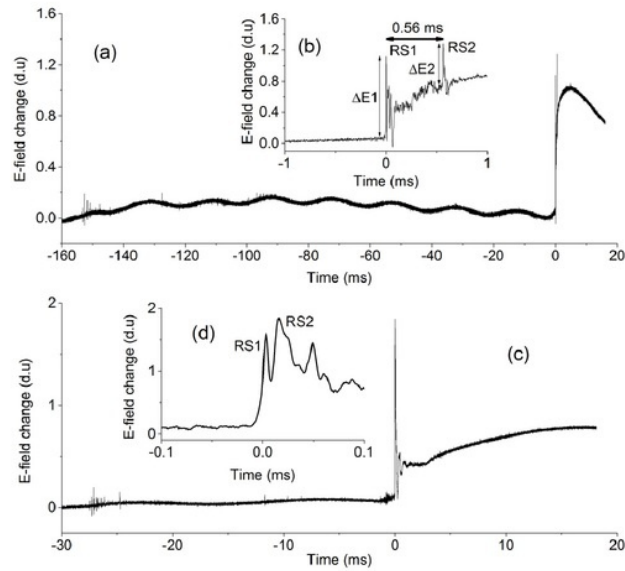 (a)
E-field change (d.u)
1.6
1.2
0.8
0.4
0.0
-160 -140 -120 -100 -80 -60 -40 -20 0 20
Time (ms)
(b)
0.56 ms
RS1 RS2
ΔE1 ΔE2
E-field change (d.u)
1.8
1.2
0.6
0.0
-1 0 1
Time (ms)
(c)
E-field change (d.u)
2
1
0
-30 -20 -10 0 10 20
Time (ms)
(d)
RS1 RS2
E-field change (d.u)
2
1
0
-0.1 0.0 0.1
Time (ms)